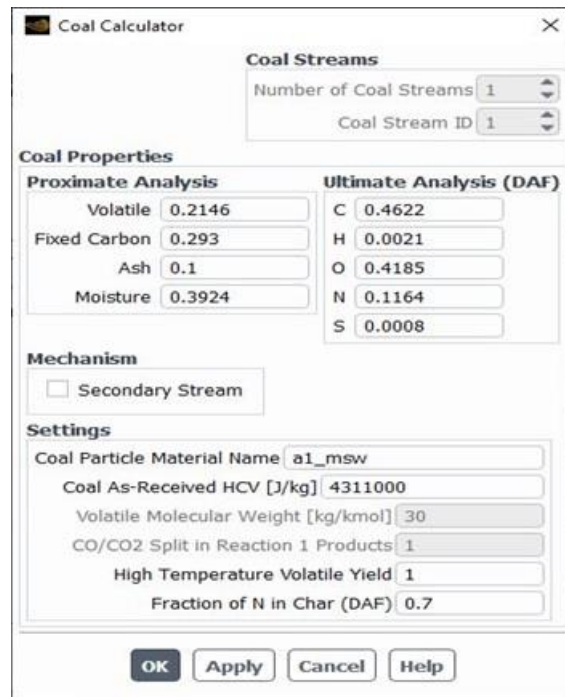 Coal Calculator
Coal Streams
Number of Coal Streams 1
Coal Stream ID 1
Coal Properties
Proximate Analysis
Volatile 0.2146
Fixed Carbon 0.293
Ash 0.1
Moisture 0.3924
Ultimate Analysis (DAF)
C 0.4622
H 0.0021
O 0.4185
N 0.1164
S 0.0008
Mechanism
Secondary Stream
Settings
Coal Particle Material Name a1_msw
Coal As-Received HCV [J/kg] 4311000
Volatile Molecular Weight [kg/kmol] 30
CO/CO2 Split in Reaction 1 Products 1
High Temperature Volatile Yield 1
Fraction of N in Char (DAF) 0.7
OK Apply Cancel Help